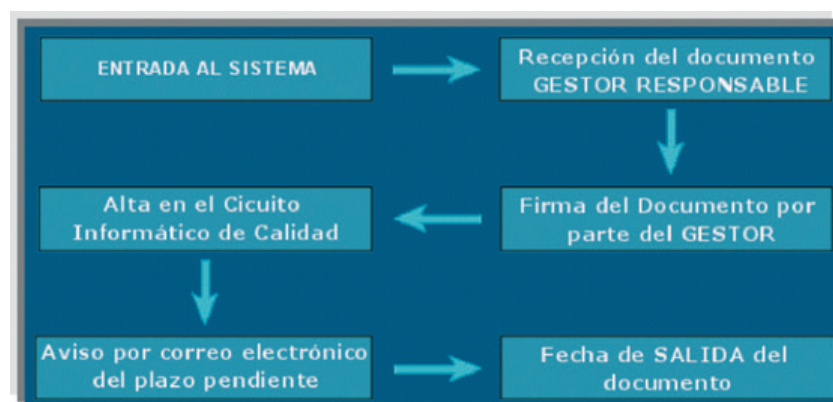 ENTRADA AL SISTEMA
Recepción del documento
GESTOR RESPONSABLE
Firma del Documento por
parte del GESTOR
Alta en el Cicuito
Informático de Calidad
Aviso por correo electrónico
del plazo pendiente
Fecha de SALIDA del
documento